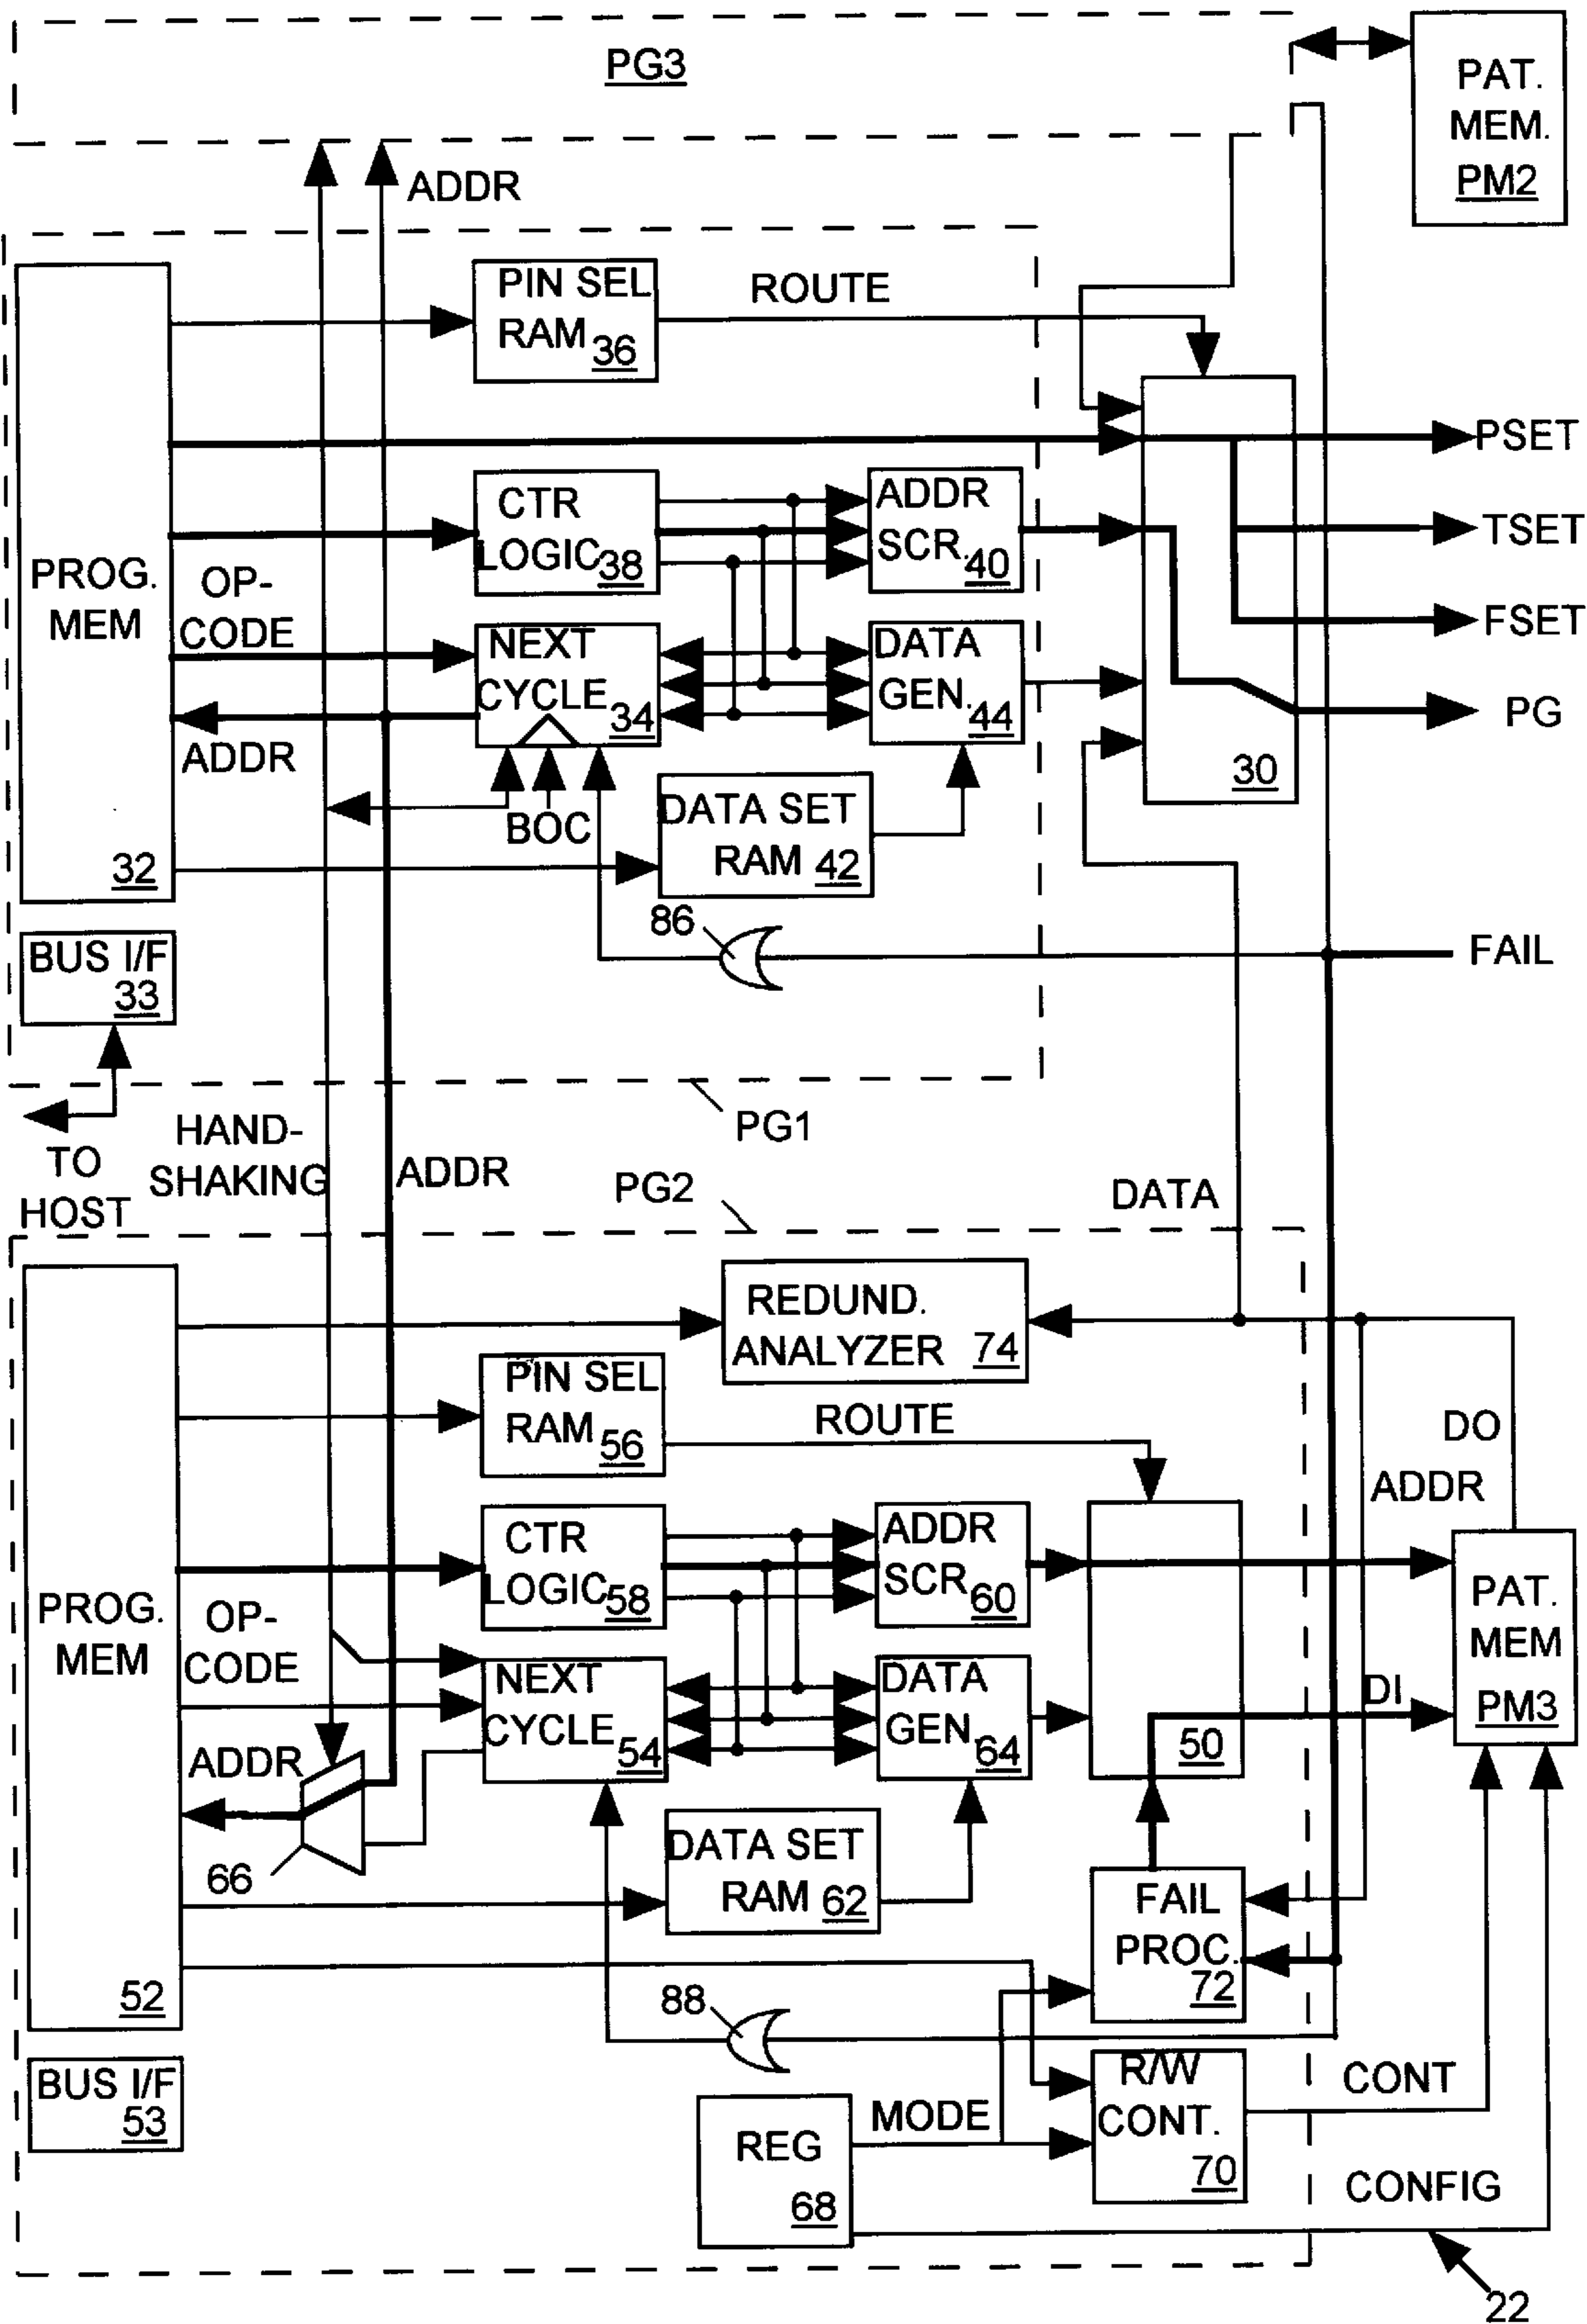 PG3
PAT.
MEM.
PM2
ADDR
PIN SEL
RAM 36
ROUTE
PSET
TSET
FSET
PG
CTR
LOGIC 38
ADDR
SCR. 40
PROG.
MEM
32
OP-
CODE
NEXT
CYCLE 34
DATA
GEN. 44
30
ADDR
BOC
DATA SET
RAM 42
86
FAIL
BUS I/F
33
TO
HOST
HAND-
SHAKING
ADDR
PG1
PG2
DATA
REDUND.
ANALYZER 74
PIN SEL
RAM 56
ROUTE
DO
ADDR
CTR
LOGIC 58
ADDR
SCR. 60
PAT.
MEM
PM3
PROG.
MEM
52
OP-
CODE
NEXT
CYCLE 54
DATA
GEN. 64
50
DI
ADDR
66
DATA SET
RAM 62
FAIL
PROC.
72
88
BUS I/F
53
REG
68
MODE
R/W
CONT.
70
CONT
CONFIG
22